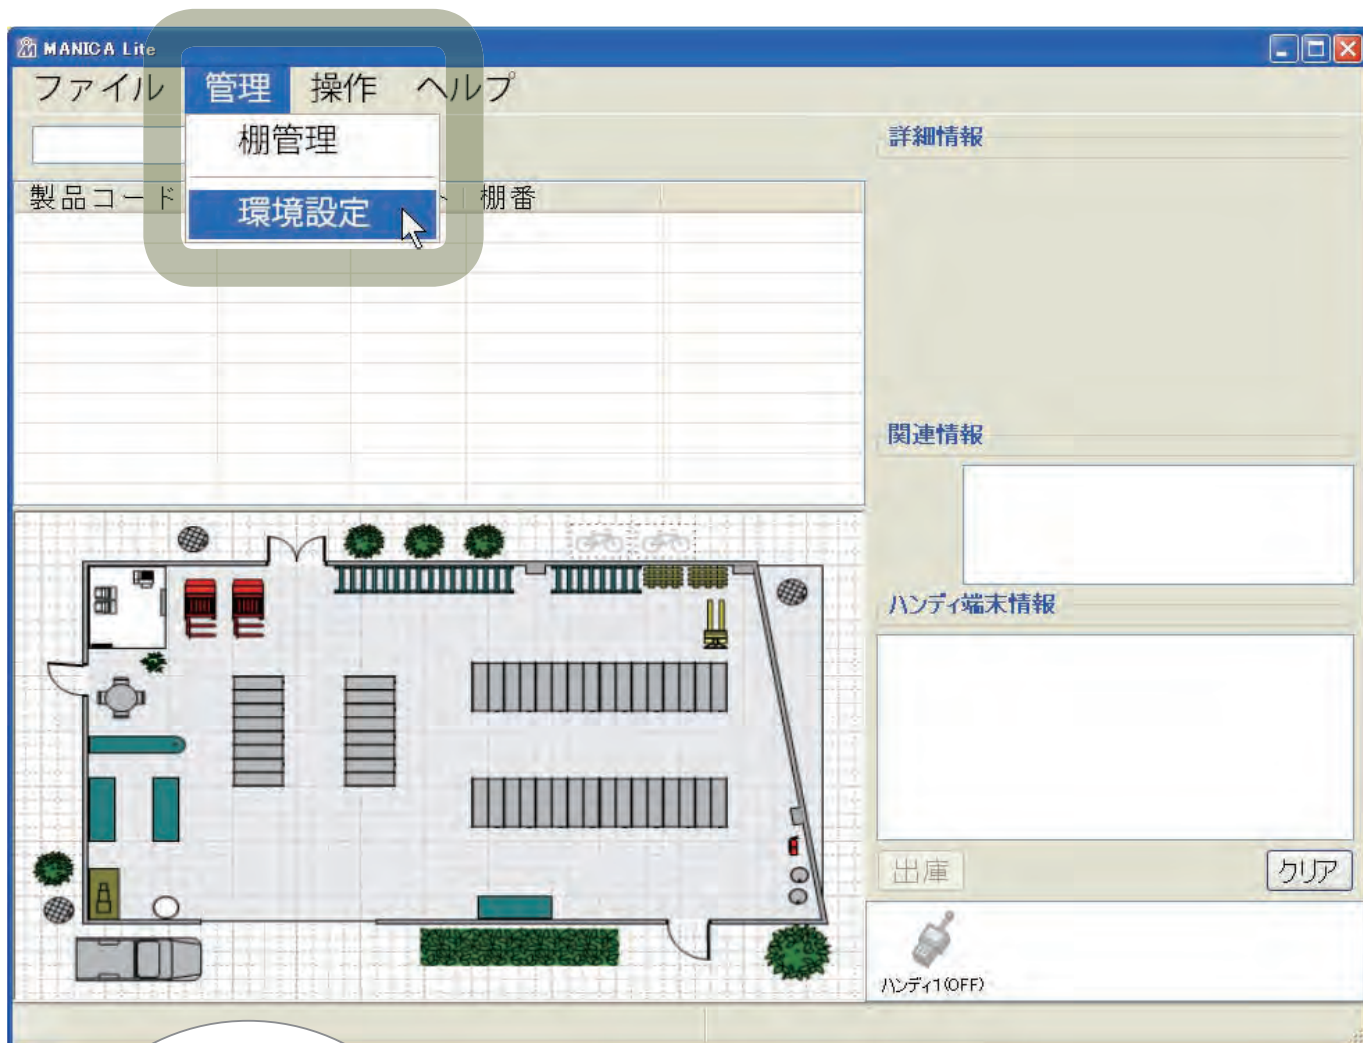 MANICA Lite
ファイル 管理 操作 ヘルプ
棚管理
環境設定
製品コード 棚番
詳細情報
関連情報
ハンディ端末情報
出庫 クリア
ハンディ1(OFF)